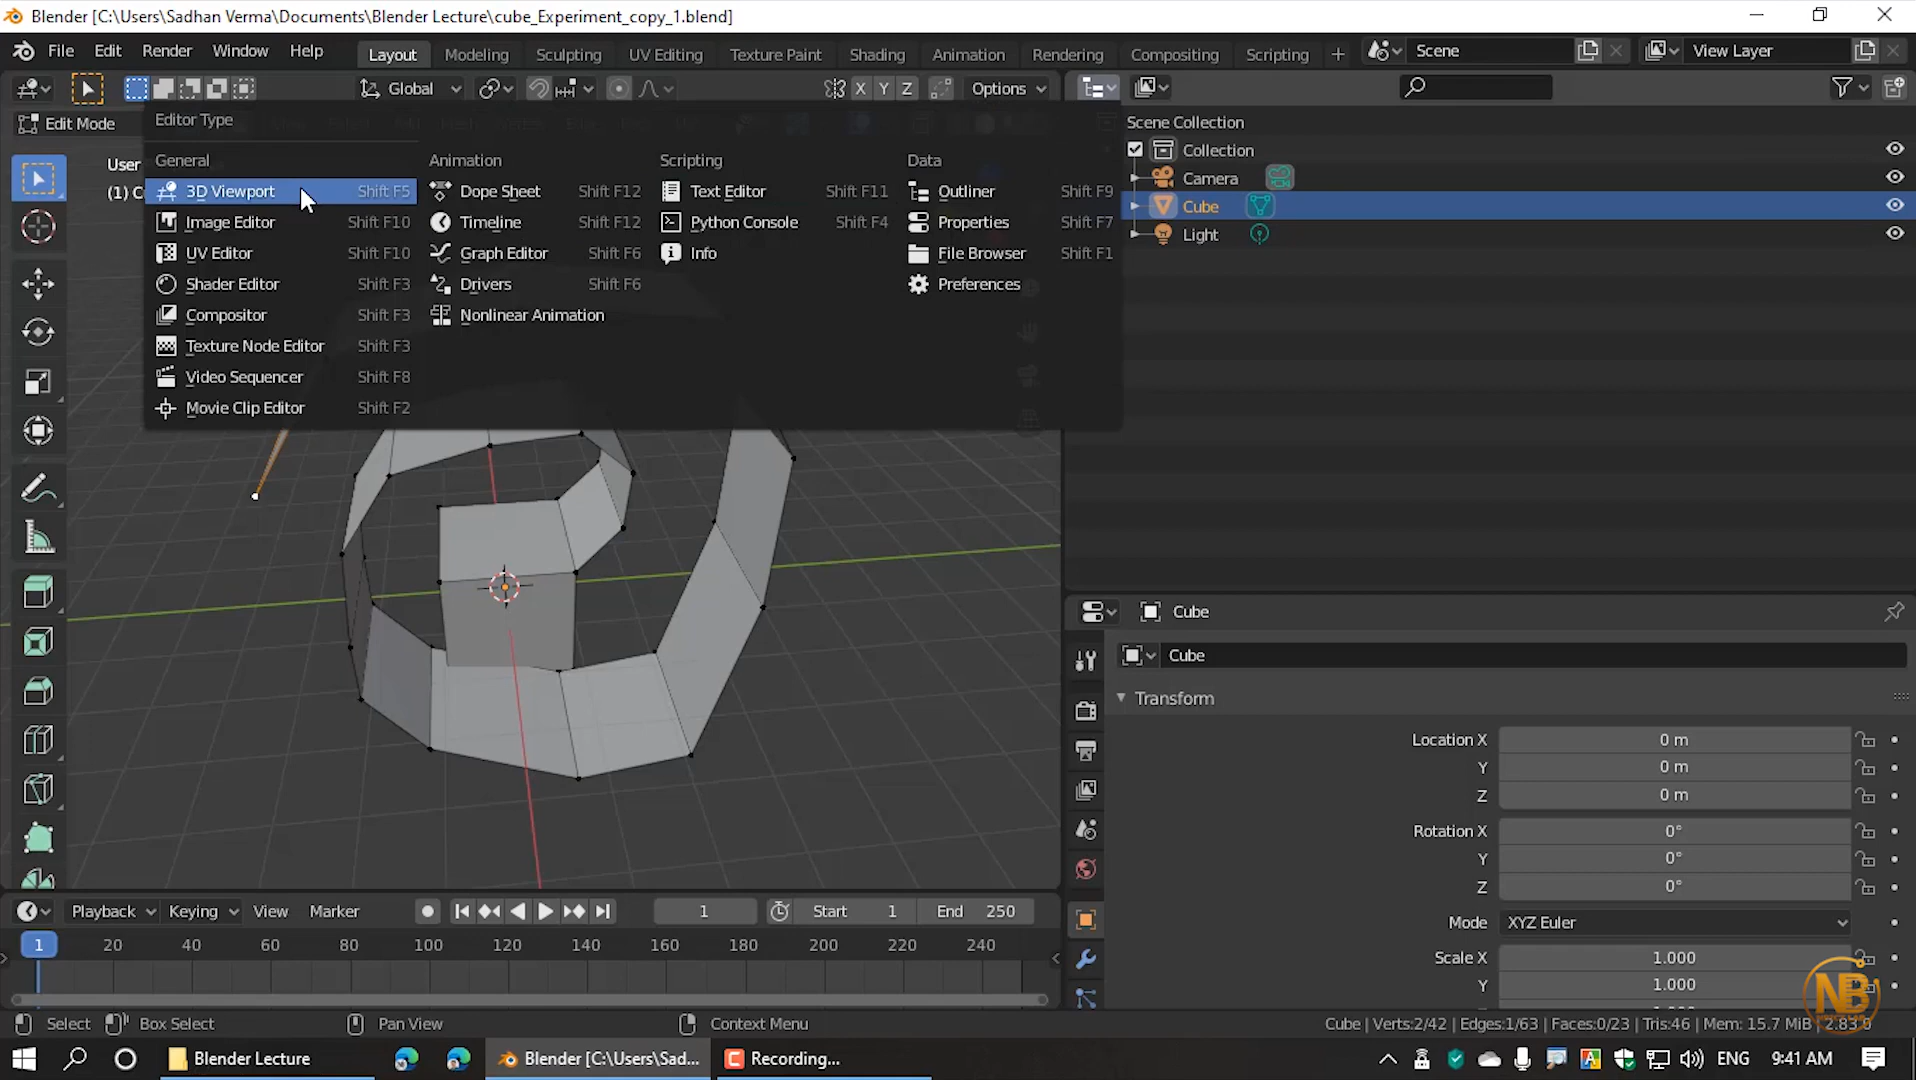 Blender [C:\Users\Sadhan Verma\Documents\Blender Lecture\cube_Experiment_copy_1.blend]
File Edit Render Window Help Layout Modeling Sculpting UV Editing Texture Paint Shading Animation Rendering Compositing Scripting + Scene View Layer
Global X Y Z Options
Edit Mode
User
(1) C
Editor Type
General Animation Scripting Data
3D Viewport Shift F5 Dope Sheet Shift F12 Text Editor Shift F11 Outliner Shift F9
Image Editor Shift F10 Timeline Shift F12 Python Console Shift F4 Properties Shift F7
UV Editor Shift F10 Graph Editor Shift F6 Info File Browser Shift F1
Shader Editor Shift F3 Drivers Shift F6 Preferences
Compositor Shift F3 Nonlinear Animation
Texture Node Editor Shift F3
Video Sequencer Shift F8
Movie Clip Editor Shift F2
Scene Collection
Collection
Camera
Cube
Light
Cube
Cube
Transform
Location X 0 m
Y 0 m
Z 0 m
Rotation X 0°
Y 0°
Z 0°
Mode XYZ Euler
Scale X 1.000
Y 1.000
NB
Playback Keying View Marker 1 Start 1 End 250
1 20 40 60 80 100 120 140 160 180 200 220 240
Select Box Select Pan View Context Menu Cube | Verts:2/42 | Edges:1/63 | Faces:0/23 | Tris:46 | Mem: 15.7 MiB | 2.83.0
Blender Lecture Blender [C:\Users\Sad... Recording... ENG 9:41 AM